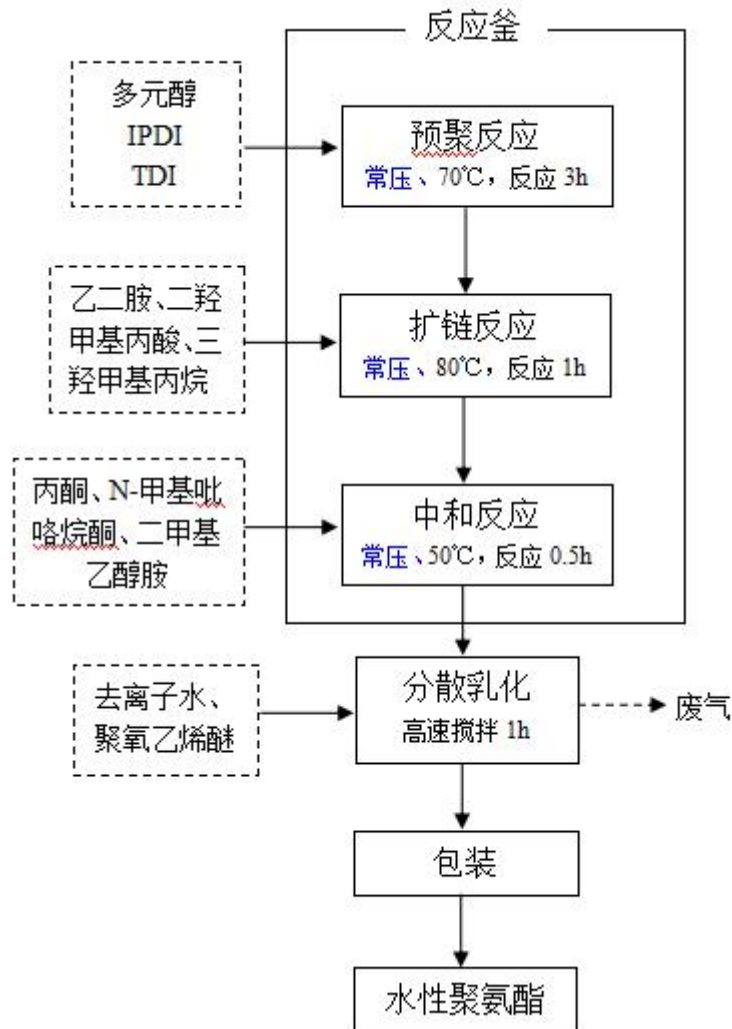 反应釜
多元醇
IPDI
TDI
预聚反应
常压、70℃，反应 3h
乙二胺、二羟
甲基丙酸、三
羟甲基丙烷
扩链反应
常压、80℃，反应 1h
丙酮、N-甲基吡
咯烷酮、二甲基
乙醇胺
中和反应
常压、50℃，反应 0.5h
去离子水、
聚氧乙烯醚
分散乳化
高速搅拌 1h
废气
包装
水性聚氨酯